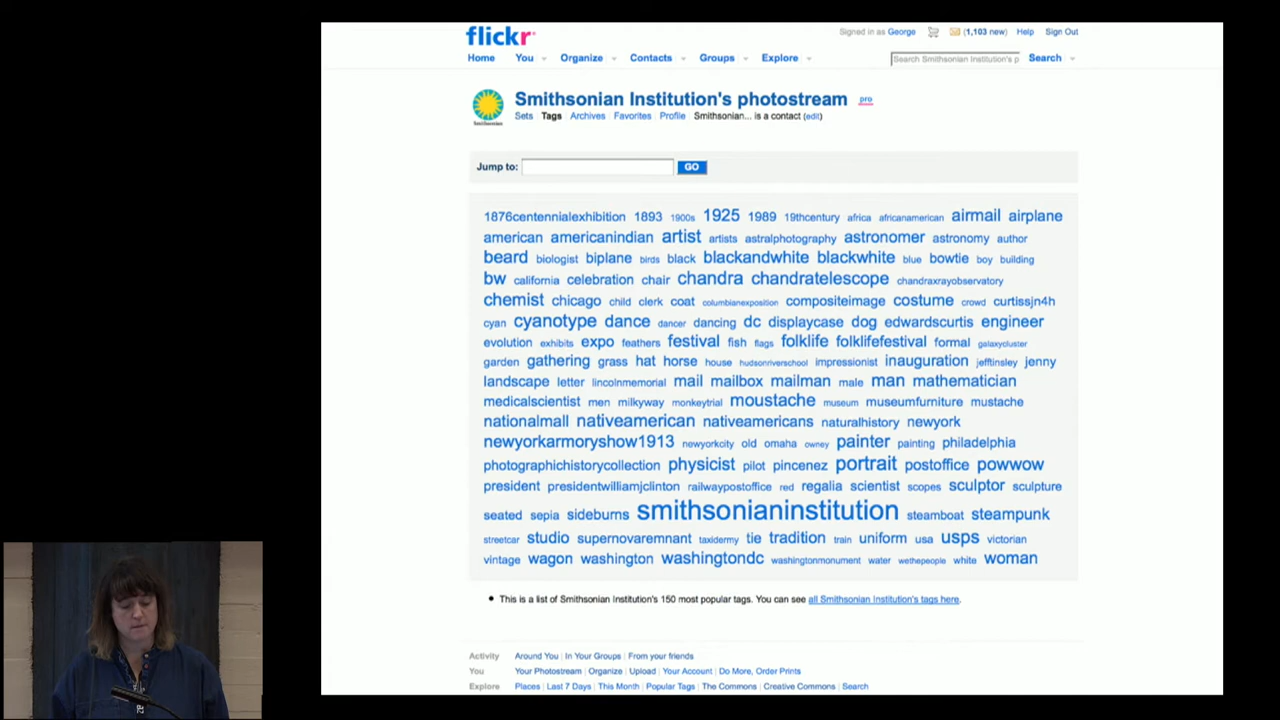 flickr
Signed in as George (1,103 new) Help Sign Out
Home You Organize Contacts Groups Explore Search Smithsonian Institution's p Search
Smithsonian Institution's photostream pro
Sets Tags Archives Favorites Profile Smithsonian... is a contact (edit)
Smithsonian
Jump to: GO
1876centennialexhibition 1893 1900s 1925 1989 19thcentury africa africanamerican airmail airplane
american americanindian artist artists astralphotography astronomer astronomy author
beard biologist biplane birds black blackandwhite blackwhite blue bowtie boy building
bw california celebration chair chandra chandratelescope chandraxrayobservatory
chemist chicago child clerk coat columbianexposition compositeimage costume crowd curtissjn4h
cyan cyanotype dance dancer dancing dc displaycase dog edwardscurtis engineer
evolution exhibits expo feathers festival fish flags folklife folklifefestival formal galaxycluster
garden gathering grass hat horse house hudsonriverschool impressionist inauguration jefftinsley jenny
landscape letter lincolnmemorial mail mailbox mailman male man mathematician
medicalscientist men milkyway monkeytrial moustache museum museumfurniture mustache
nationalmall nativeamerican nativeamericans naturalhistory newyork
newyorkarmoryshow1913 newyorkcity old omaha owney painter painting philadelphia
photographichistorycollection physicist pilot pincenez portrait postoffice powwow
president presidentwilliamjclinton railwaypostoffice red regalia scientist scopes sculptor sculpture
seated sepia sideburns smithsonianinstitution steamboat steampunk
streetcar studio supernovaremnant taxidermy tie tradition train uniform usa usps victorian
vintage wagon washington washingtondc washingtonmonument water wethepeople white woman
• This is a list of Smithsonian Institution's 150 most popular tags. You can see all Smithsonian Institution's tags here.
Activity Around You | In Your Groups | From your friends
You Your Photostream | Organize | Upload | Your Account | Do More, Order Prints
Explore Places | Last 7 Days | This Month | Popular Tags | The Commons | Creative Commons | Search